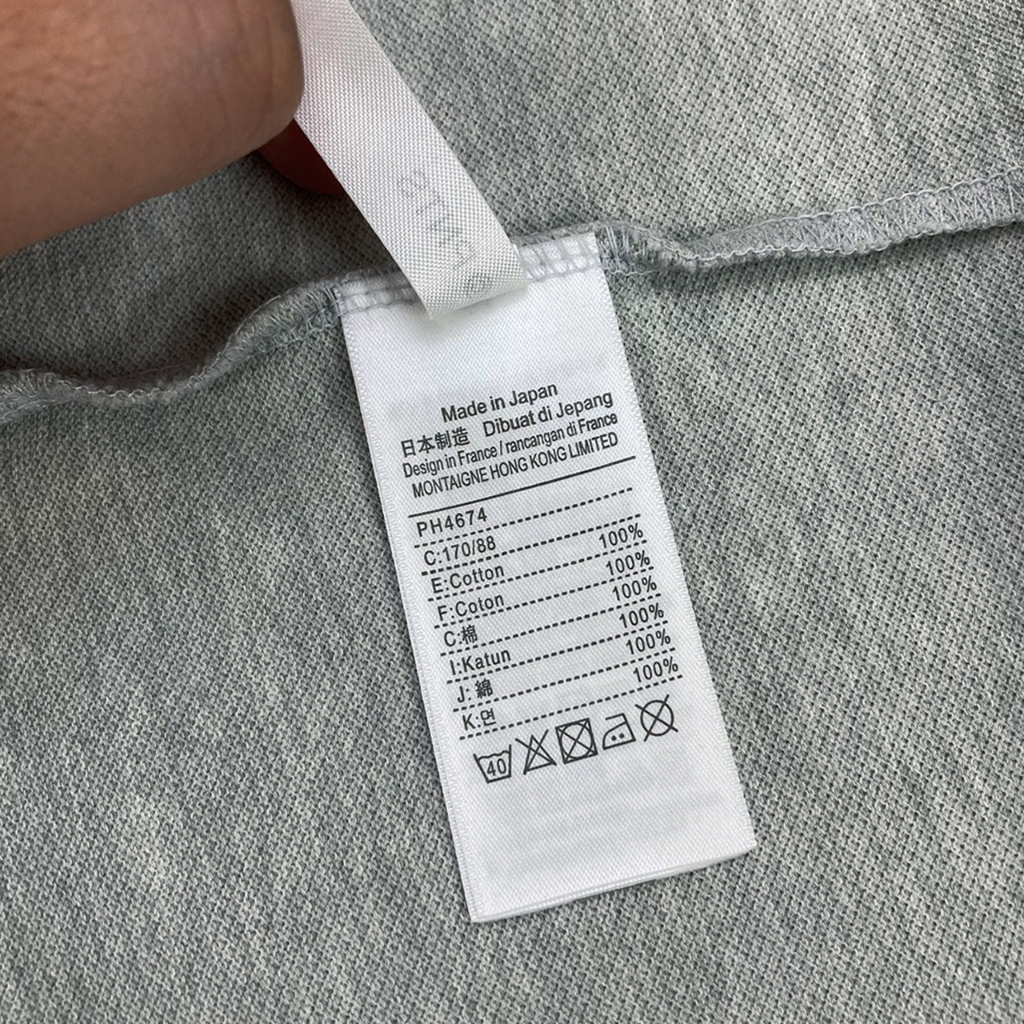 Made in Japan
日本制造 Dibuat di Jepang
Design in France / rancangan di France
MONTAIGNE HONG KONG LIMITED
PH4674
C:170/88
E:Cotton 100%
F:Coton 100%
C:棉 100%
I:Katun 100%
J:綿 100%
K:면 100%
40